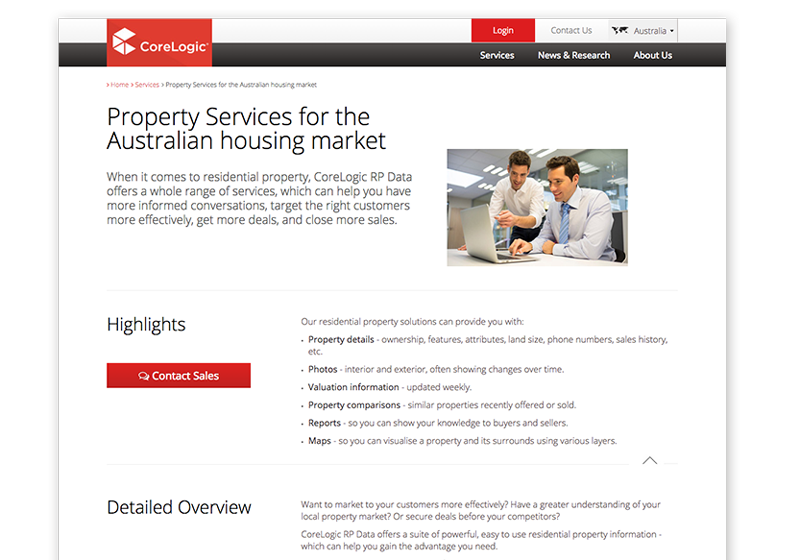 Login
Contact Us
Australia
CoreLogic
Services
News & Research
About Us
Home › Services › Property Services for the Australian housing market
Property Services for the
Australian housing market
When it comes to residential property, CoreLogic RP Data
offers a whole range of services, which can help you have
more informed conversations, target the right customers
more effectively, get more deals, and close more sales.
Highlights
Contact Sales
Our residential property solutions can provide you with:
• Property details - ownership, features, attributes, land size, phone numbers, sales history,
etc.
• Photos - interior and exterior, often showing changes over time.
• Valuation information - updated weekly.
• Property comparisons - similar properties recently offered or sold.
• Reports - so you can show your knowledge to buyers and sellers.
• Maps - so you can visualise a property and its surrounds using various layers.
Detailed Overview
Want to market to your customers more effectively? Have a greater understanding of your
local property market? Or secure deals before your competitors?
CoreLogic RP Data offers a suite of powerful, easy to use residential property information -
which can help you gain the advantage you need.